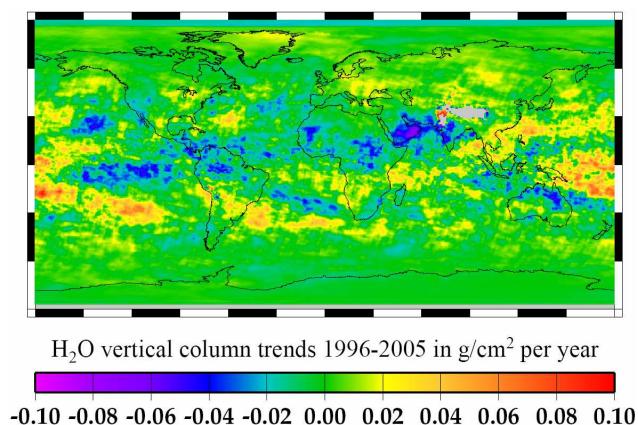 H₂O vertical column trends 1996-2005 in g/cm² per year
-0.10 -0.08 -0.06 -0.04 -0.02 0.00 0.02 0.04 0.06 0.08 0.10